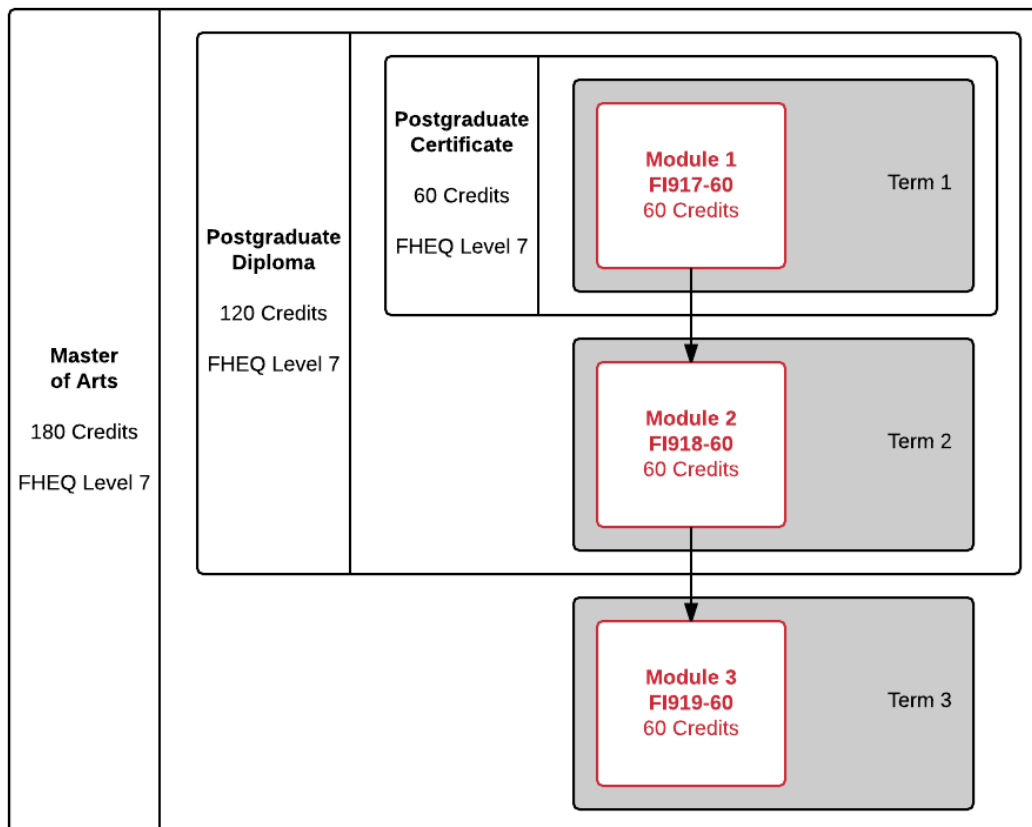 Master
of Arts
180 Credits
FHEQ Level 7
Postgraduate
Diploma
120 Credits
FHEQ Level 7
Postgraduate
Certificate
60 Credits
FHEQ Level 7
Module 1
FI917-60
60 Credits
Term 1
Module 2
FI918-60
60 Credits
Term 2
Module 3
FI919-60
60 Credits
Term 3